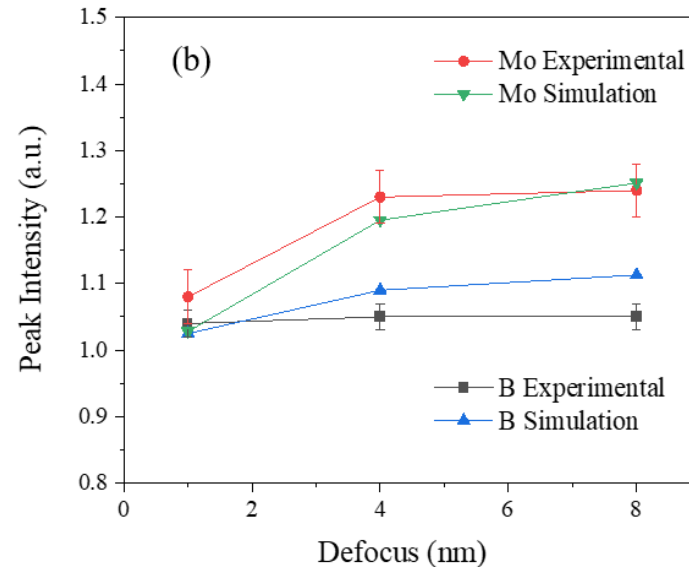 (b)
Mo Experimental
Mo Simulation
B Experimental
B Simulation
Peak Intensity (a.u.)
1.5
1.4
1.3
1.2
1.1
1.0
0.9
0.8
0 2 4 6 8
Defocus (nm)